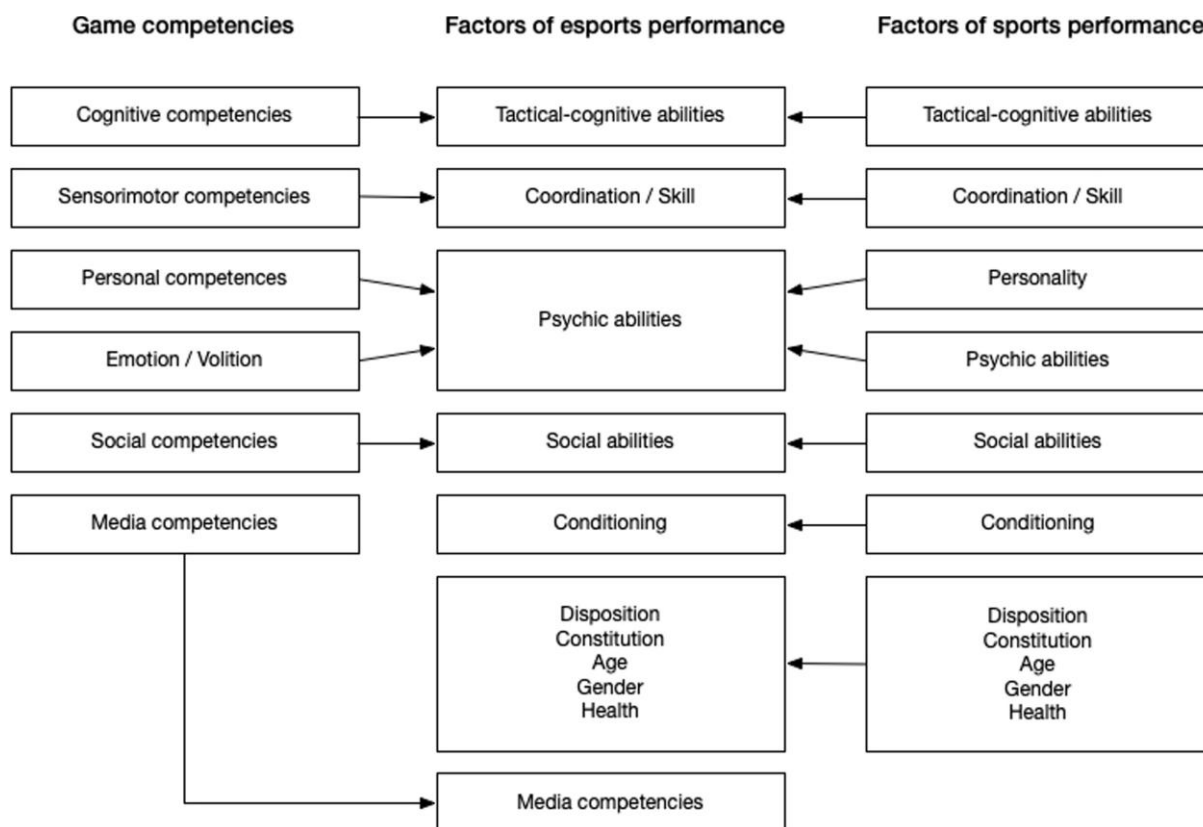 Game competencies
Factors of esports performance
Factors of sports performance
Cognitive competencies
Tactical-cognitive abilities
Tactical-cognitive abilities
Sensorimotor competencies
Coordination / Skill
Coordination / Skill
Personal competences
Psychic abilities
Personality
Emotion / Volition
Psychic abilities
Social competencies
Social abilities
Social abilities
Media competencies
Conditioning
Conditioning
Disposition
Constitution
Age
Gender
Health
Disposition
Constitution
Age
Gender
Health
Media competencies